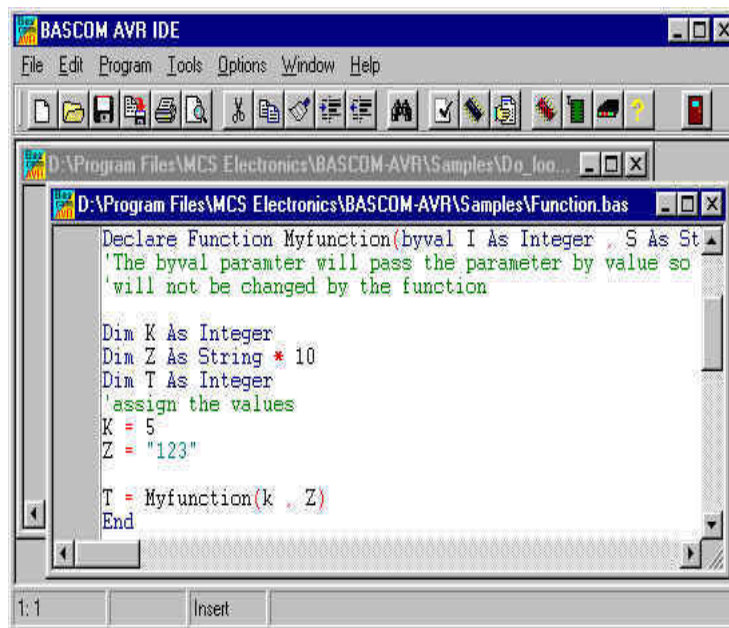 BASCOM AVR IDE
File Edit Program Tools Options Window Help
D:\Program Files\MCS Electronics\BASCOM-AVR\Samples\Do_loo...
D:\Program Files\MCS Electronics\BASCOM-AVR\Samples\Function.bas
Declare Function Myfunction(byval I As Integer , S As St
'The byval paramter will pass the parameter by value so
'will not be changed by the function
Dim K As Integer
Dim Z As String * 10
Dim T As Integer
'assign the values
K = 5
Z = "123"
T = Myfunction(k , Z)
End
1: 1 Insert